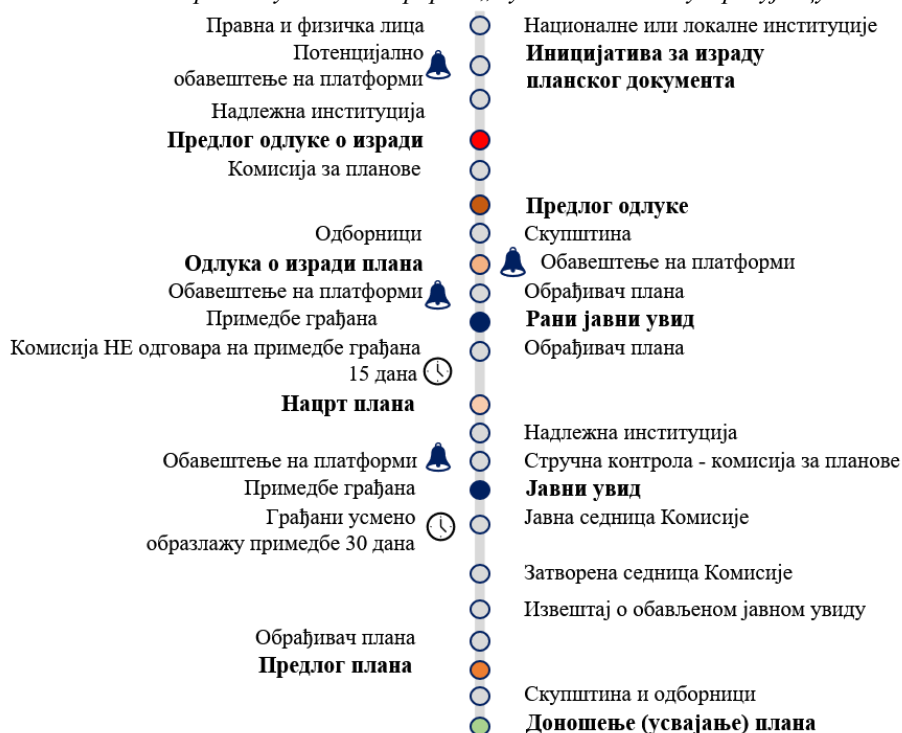 Правна и физичка лица
Националне или локалне институције
Потенцијално
обавештење на платформи
Иницијатива за израду
планског документа
Надлежна институција
Предлог одлуке о изради
Комисија за планове
Предлог одлуке
Одборници
Скупштина
Одлука о изради плана
Обавештење на платформи
Обавештење на платформи
Обрађивач плана
Примедбе грађана
Рани јавни увид
Комисија НЕ одговара на примедбе грађана
15 дана
Обрађивач плана
Нацрт плана
Надлежна институција
Обавештење на платформи
Стручна контрола - комисија за планове
Примедбе грађана
Јавни увид
Грађани усмено
образлажу примедбе 30 дана
Јавна седница Комисије
Затворена седница Комисије
Извештај о обављеном јавном увиду
Обрађивач плана
Предлог плана
Скупштина и одборници
Доношење (усвајање) плана